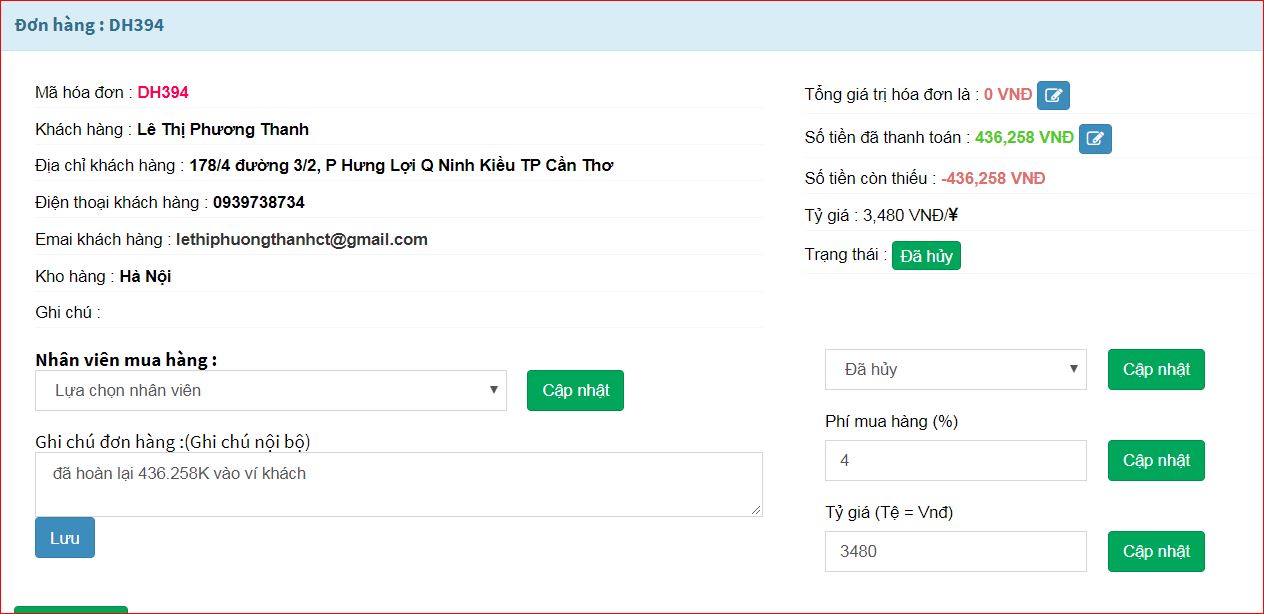 Đơn hàng : DH394
Mã hóa đơn : DH394
Khách hàng : Lê Thị Phương Thanh
Địa chỉ khách hàng : 178/4 đường 3/2, P Hưng Lợi Q Ninh Kiều TP Cần Thơ
Điện thoại khách hàng : 0939738734
Emai khách hàng : lethiphuongthanhct@gmail.com
Kho hàng : Hà Nội
Ghi chú :
Nhân viên mua hàng :
Lựa chọn nhân viên
Cập nhật
Ghi chú đơn hàng :(Ghi chú nội bộ)
đã hoàn lại 436.258K vào ví khách
Lưu
Tổng giá trị hóa đơn là : 0 VNĐ
Số tiền đã thanh toán : 436,258 VNĐ
Số tiền còn thiếu : -436,258 VNĐ
Tỷ giá : 3,480 VNĐ/¥
Trạng thái : Đã hủy
Đã hủy
Cập nhật
Phí mua hàng (%)
4
Cập nhật
Tỷ giá (Tệ = Vnđ)
3480
Cập nhật